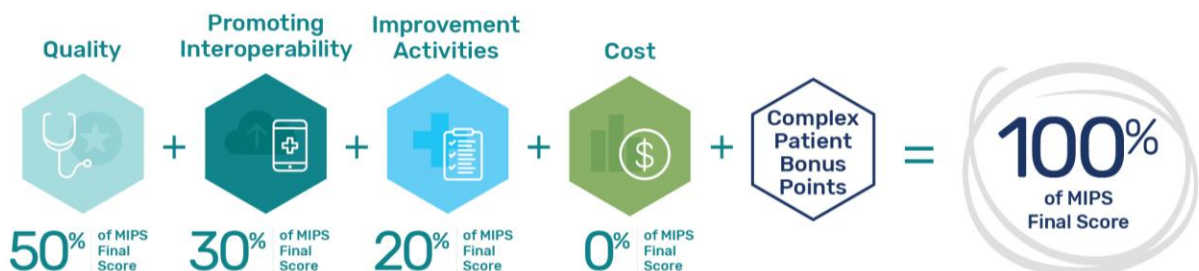 Quality
50%
of MIPS
Final
Score
+
Promoting
Interoperability
30%
of MIPS
Final
Score
+
Improvement
Activities
20%
of MIPS
Final
Score
+
Cost
$
0%
of MIPS
Final
Score
+
Complex
Patient
Bonus
Points
=
100%
of MIPS
Final Score